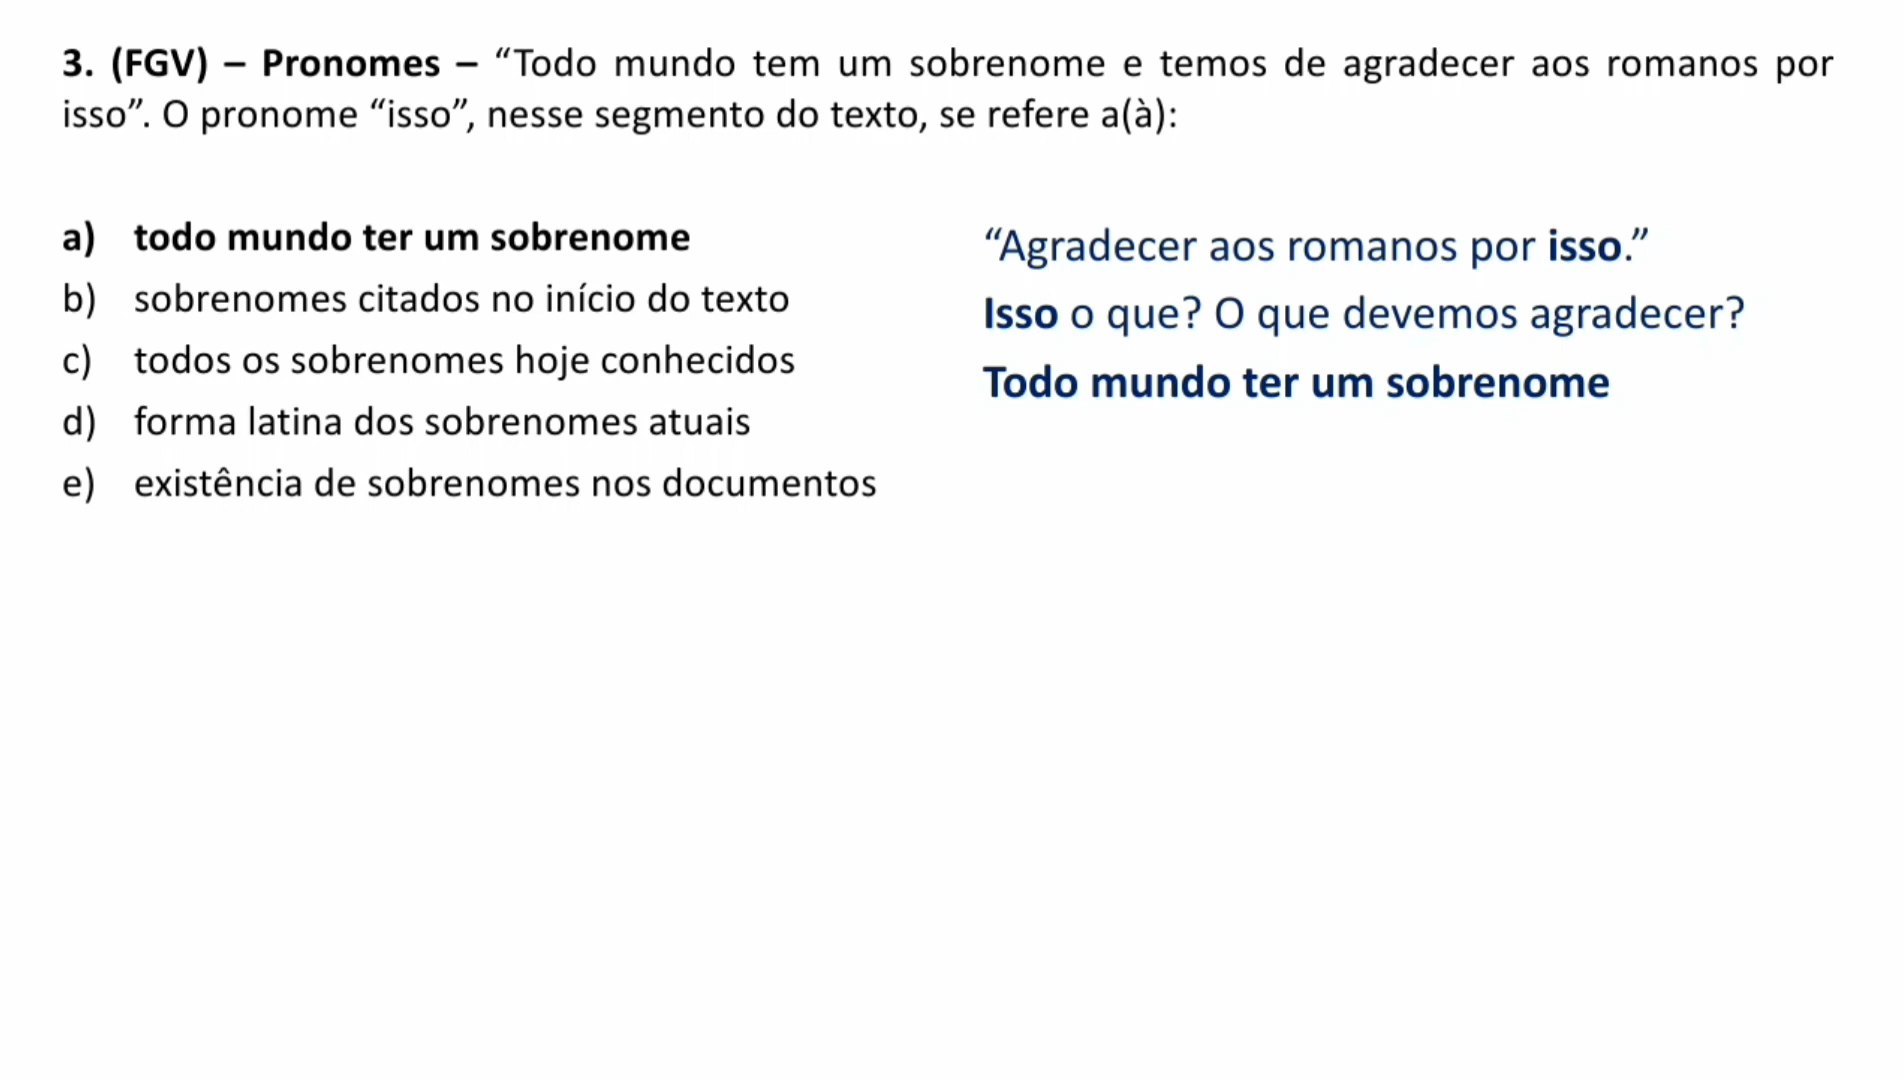 3. (FGV) – Pronomes – “Todo mundo tem um sobrenome e temos de agradecer aos romanos por
isso”. O pronome “isso”, nesse segmento do texto, se refere a(à):
a) todo mundo ter um sobrenome
b) sobrenomes citados no início do texto
c) todos os sobrenomes hoje conhecidos
d) forma latina dos sobrenomes atuais
e) existência de sobrenomes nos documentos
“Agradecer aos romanos por isso.”
Isso o que? O que devemos agradecer?
Todo mundo ter um sobrenome